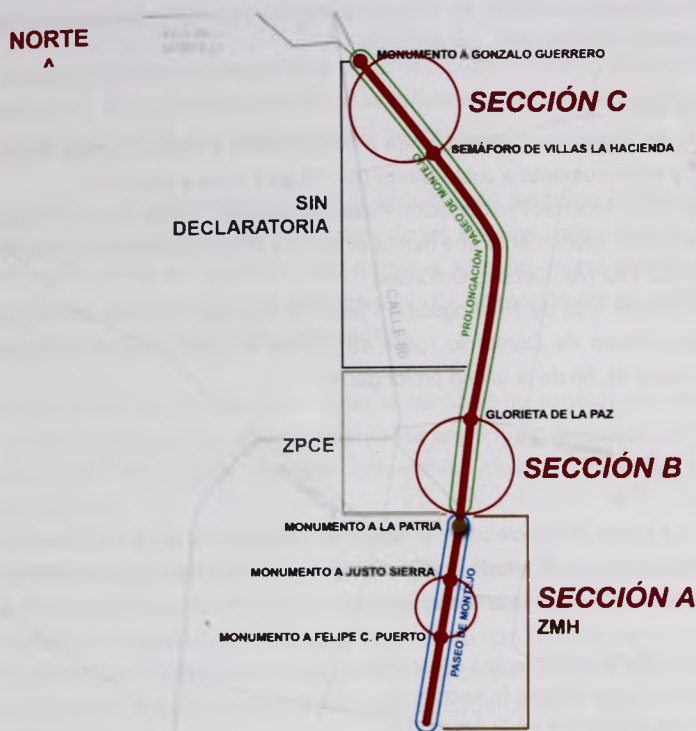 NORTE
^
MONUMENTO A GONZALO GUERRERO
SECCIÓN C
SEMÁFORO DE VILLAS LA HACIENDA
SIN
DECLARATORIA
PROLONGACIÓN PASEO DE MONTEJO
CALLE 60
GLORIETA DE LA PAZ
ZPCE
SECCIÓN B
MONUMENTO A LA PATRIA
MONUMENTO A JUSTO SIERRA
SECCIÓN A
ZMH
MONUMENTO A FELIPE C. PUERTO
PASEO DE MONTEJO